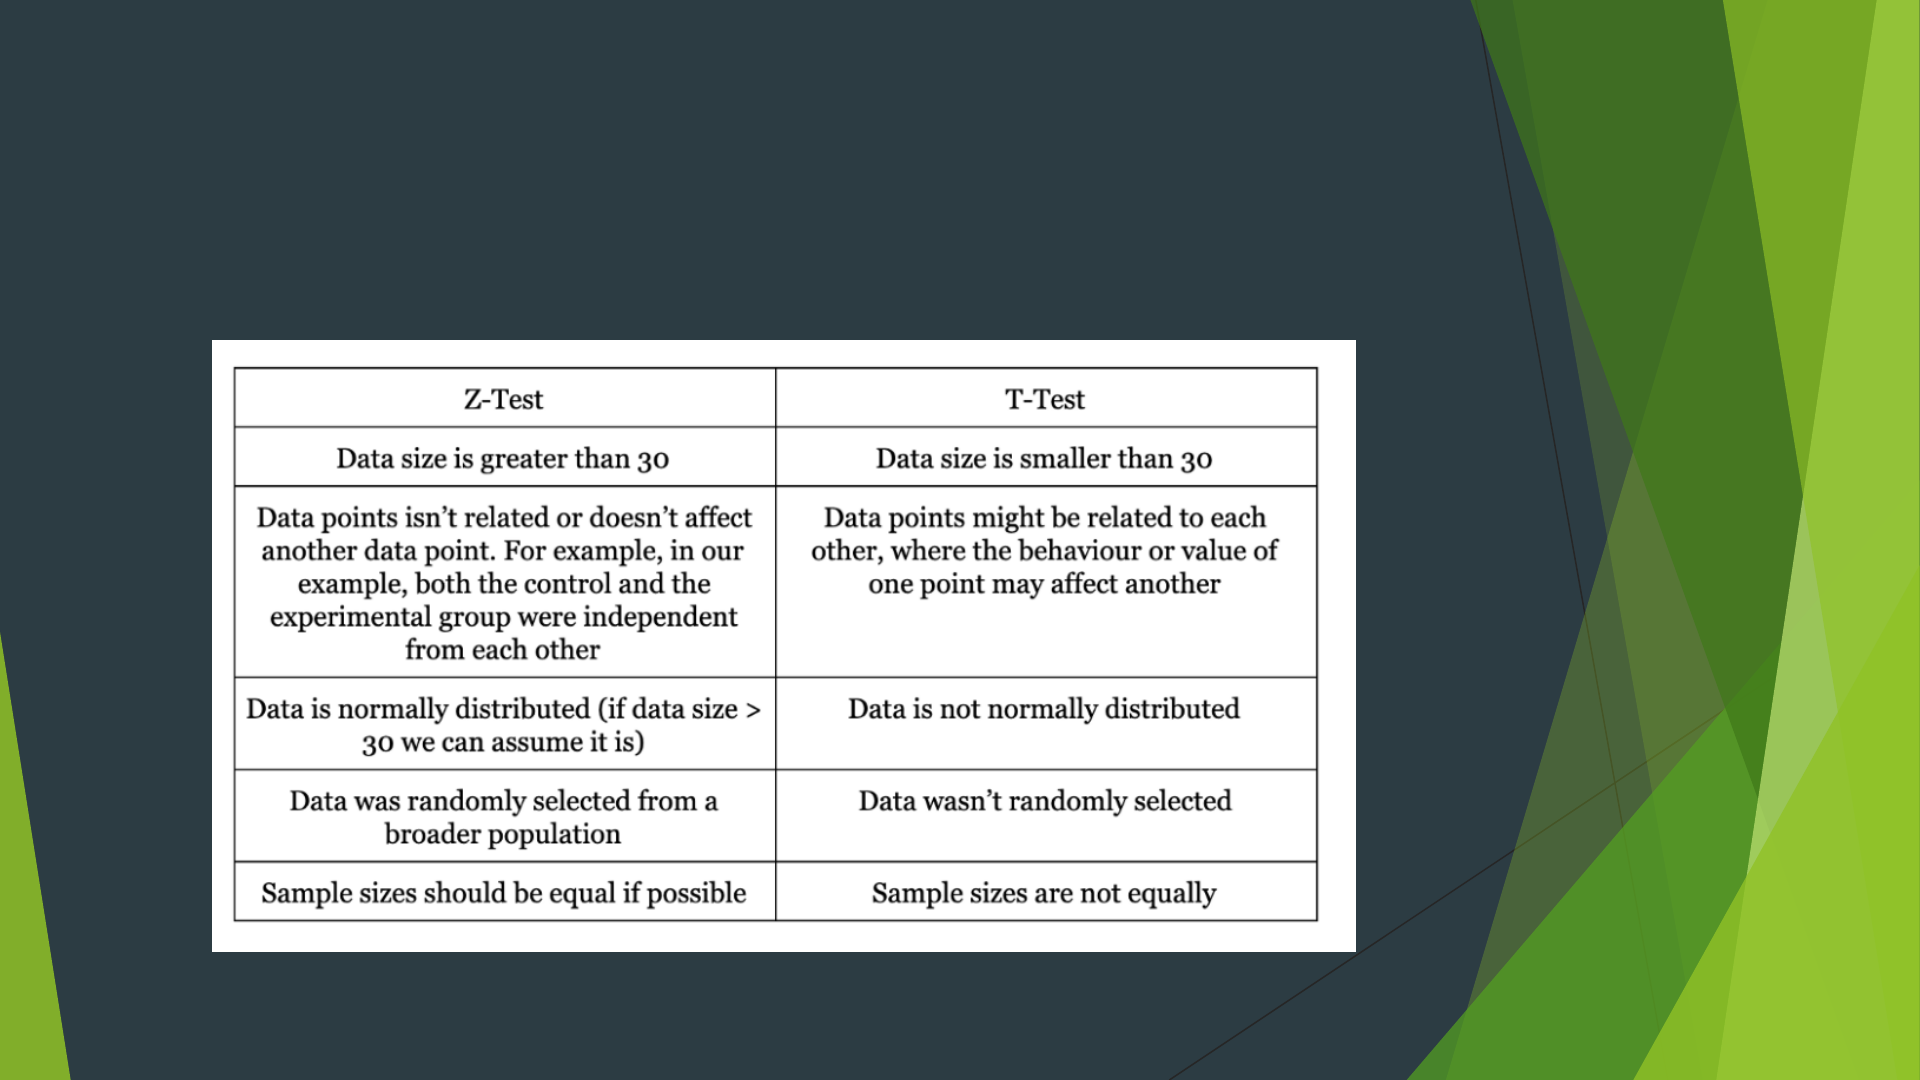 Z-Test
T-Test
Data size is greater than 30
Data size is smaller than 30
Data points isn’t related or doesn’t affect
another data point. For example, in our
example, both the control and the
experimental group were independent
from each other
Data points might be related to each
other, where the behaviour or value of
one point may affect another
Data is normally distributed (if data size >
30 we can assume it is)
Data is not normally distributed
Data was randomly selected from a
broader population
Data wasn’t randomly selected
Sample sizes should be equal if possible
Sample sizes are not equally